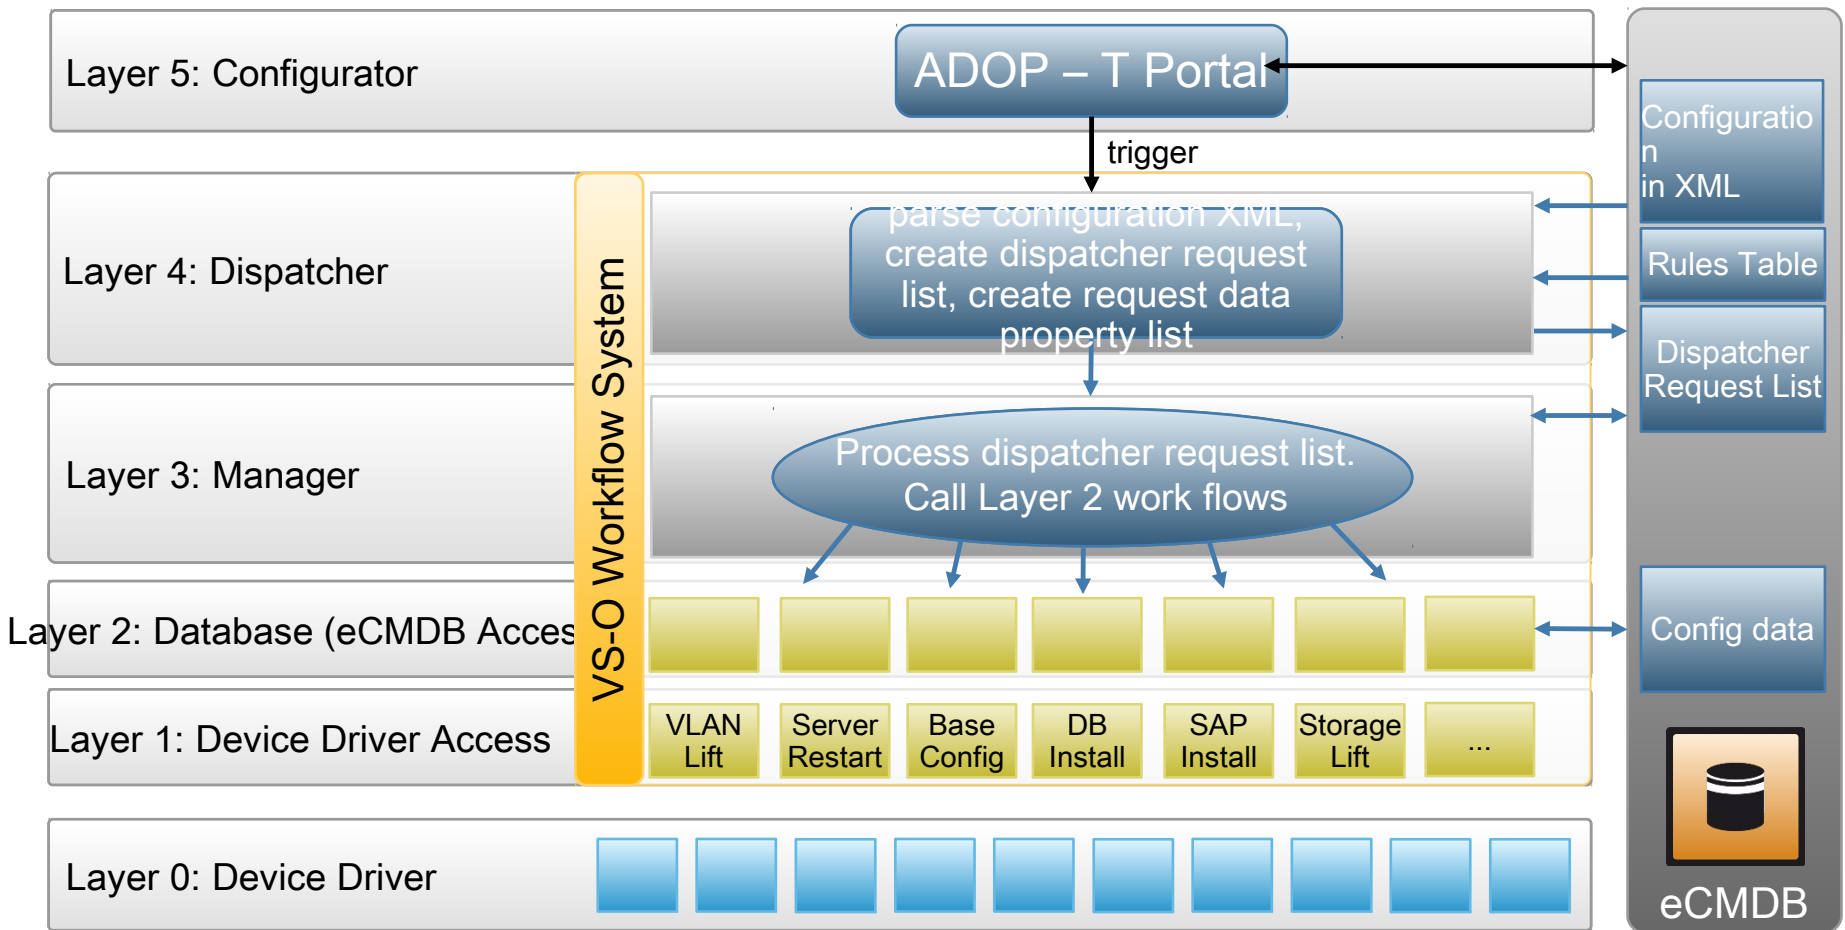 Layer 5: Configurator
ADOP – T Portal
trigger
Layer 4: Dispatcher
parse configuration XML,
create dispatcher request
list, create request data
property list
Layer 3: Manager
Process dispatcher request list.
Call Layer 2 work flows
VS-O Workflow System
Layer 2: Database (eCMDB Acces
Layer 1: Device Driver Access
VLAN
Lift
Server
Restart
Base
Config
DB
Install
SAP
Install
Storage
Lift
...
Layer 0: Device Driver
Configuratio
n
in XML
Rules Table
Dispatcher
Request List
Config data
eCMDB